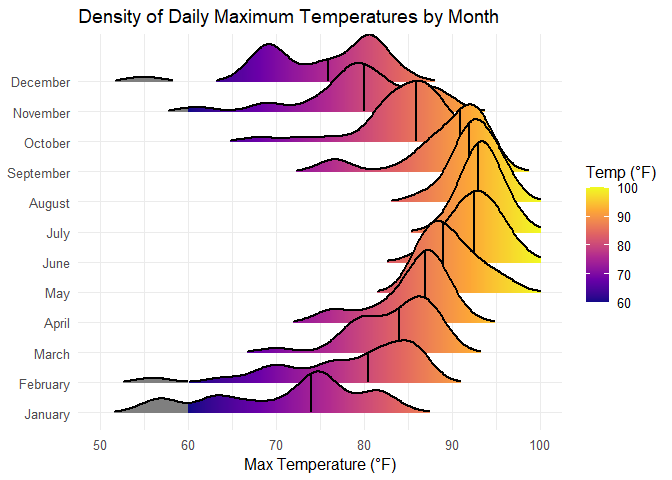 Density of Daily Maximum Temperatures by Month
December
November
October
September
August
July
June
May
April
March
February
January
50 60 70 80 90 100
Max Temperature (°F)
Temp (°F)
100
90
80
70
60